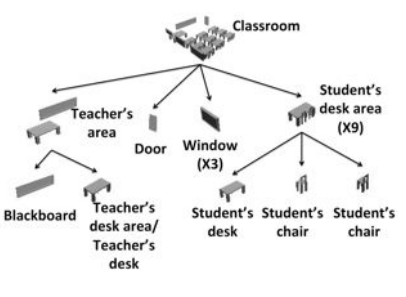 Classroom
Teacher's
area
Door
Window
(X3)
Student's
desk area
(X9)
Blackboard
Teacher's
desk area/
Teacher's
desk
Student's
desk
Student's
chair
Student's
chair